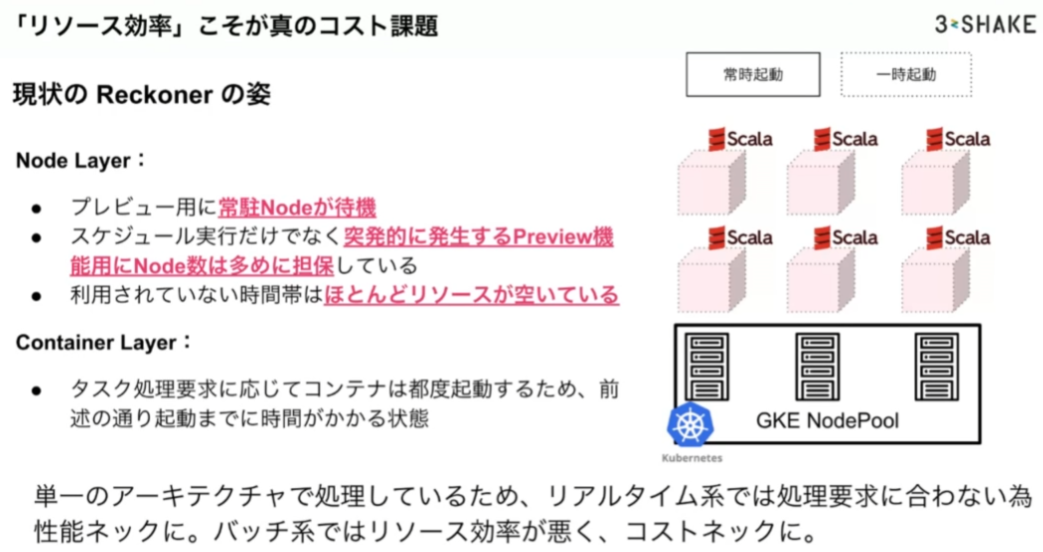 「リソース効率」こそが真のコスト課題
3-SHAKE
現状の Reckoner の姿
常時起動
一時起動
Node Layer：
● プレビュー用に常駐Nodeが待機
● スケジュール実行だけでなく突発的に発生するPreview機
能用にNode数は多めに担保している
● 利用されていない時間帯はほとんどリソースが空いている
Container Layer：
● タスク処理要求に応じてコンテナは都度起動するため、前
述の通り起動までに時間がかかる状態
Scala
Scala
Scala
Scala
Scala
Scala
GKE NodePool
Kubernetes
単一のアーキテクチャで処理しているため、リアルタイム系では処理要求に合わない為
性能ネックに。バッチ系ではリソース効率が悪く、コストネックに。